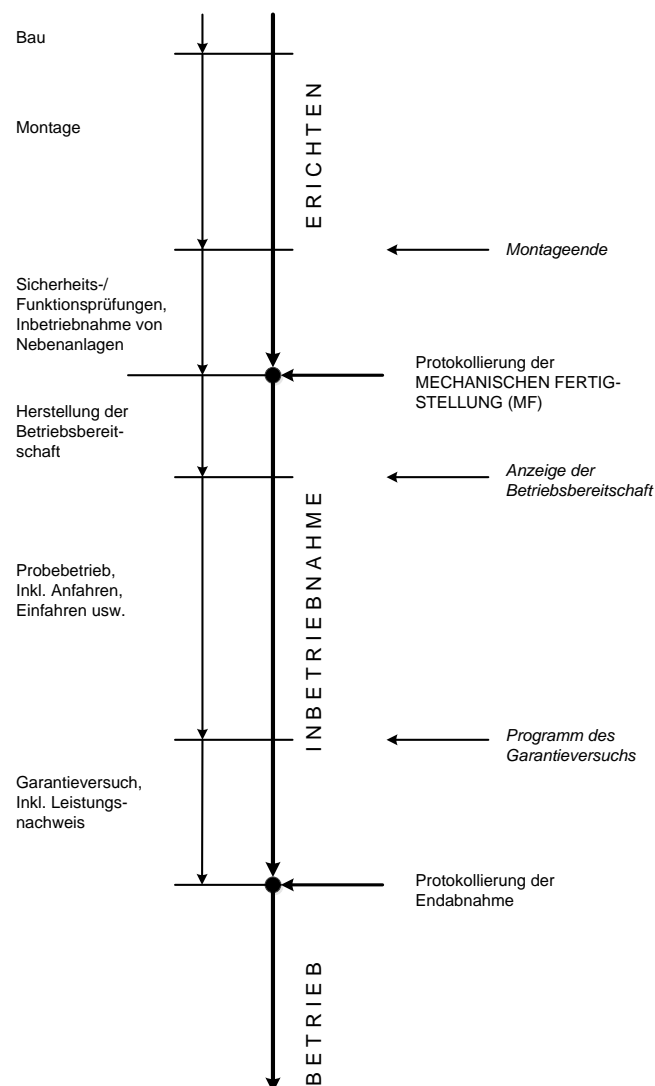 Bau
Montage
ERICHTEN
Montageende
Sicherheits-/
Funktionsprüfungen,
Inbetriebnahme von
Nebenanlagen
Protokollierung der
MECHANISCHEN FERTIG-
STELLUNG (MF)
Herstellung der
Betriebsbereit-
schaft
Anzeige der
Betriebsbereitschaft
INBETRIEBNAHME
Probebetrieb,
Inkl. Anfahren,
Einfahren usw.
Programm des
Garantieversuchs
Garantieversuch,
Inkl. Leistungs-
nachweis
Protokollierung der
Endabnahme
BETRIEB